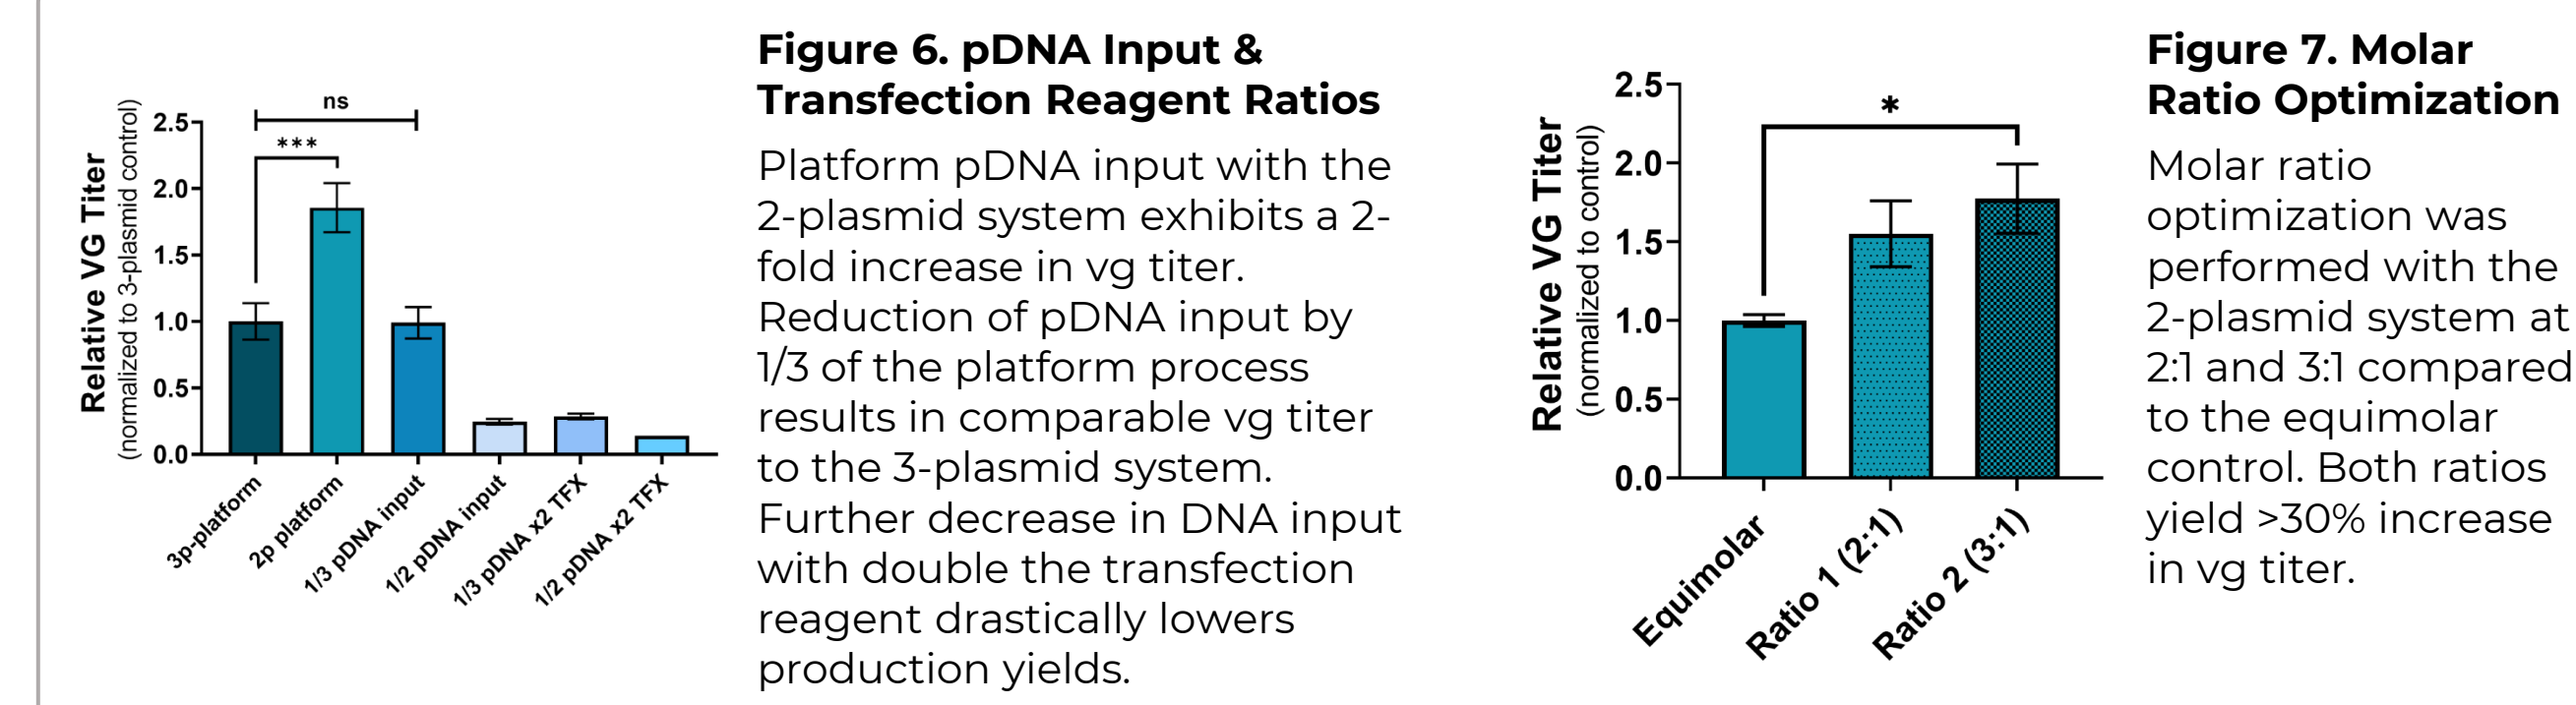 ns
***
2.5
2.0
1.5
1.0
0.5
0.0
Relative VG Titer
(normalized to 3-plasmid control)
3p-platform
2p platform
1/3 pDNA input
1/2 pDNA input
1/3 pDNA x2 TFX
1/2 pDNA x2 TFX
Figure 6. pDNA Input &
Transfection Reagent Ratios
Platform pDNA input with the
2-plasmid system exhibits a 2-
fold increase in vg titer.
Reduction of pDNA input by
1/3 of the platform process
results in comparable vg titer
to the 3-plasmid system.
Further decrease in DNA input
with double the transfection
reagent drastically lowers
production yields.
*
2.5
2.0
1.5
1.0
0.5
0.0
Relative VG Titer
(normalized to control)
Equimolar
Ratio 1 (2:1)
Ratio 2 (3:1)
Figure 7. Molar
Ratio Optimization
Molar ratio
optimization was
performed with the
2-plasmid system at
2:1 and 3:1 compared
to the equimolar
control. Both ratios
yield >30% increase
in vg titer.